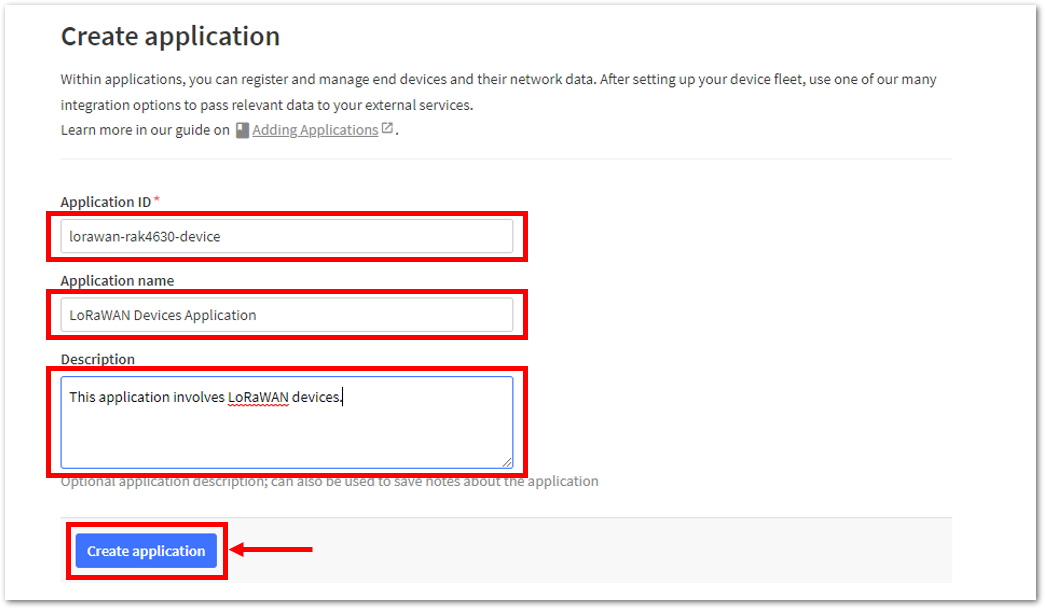 Create application
Within applications, you can register and manage end devices and their network data. After setting up your device fleet, use one of our many
integration options to pass relevant data to your external services.
Learn more in our guide on Adding Applications.
Application ID*
lorawan-rak4630-device
Application name
LoRaWAN Devices Application
Description
This application involves LoRaWAN devices.
Optional application description; can also be used to save notes about the application
Create application